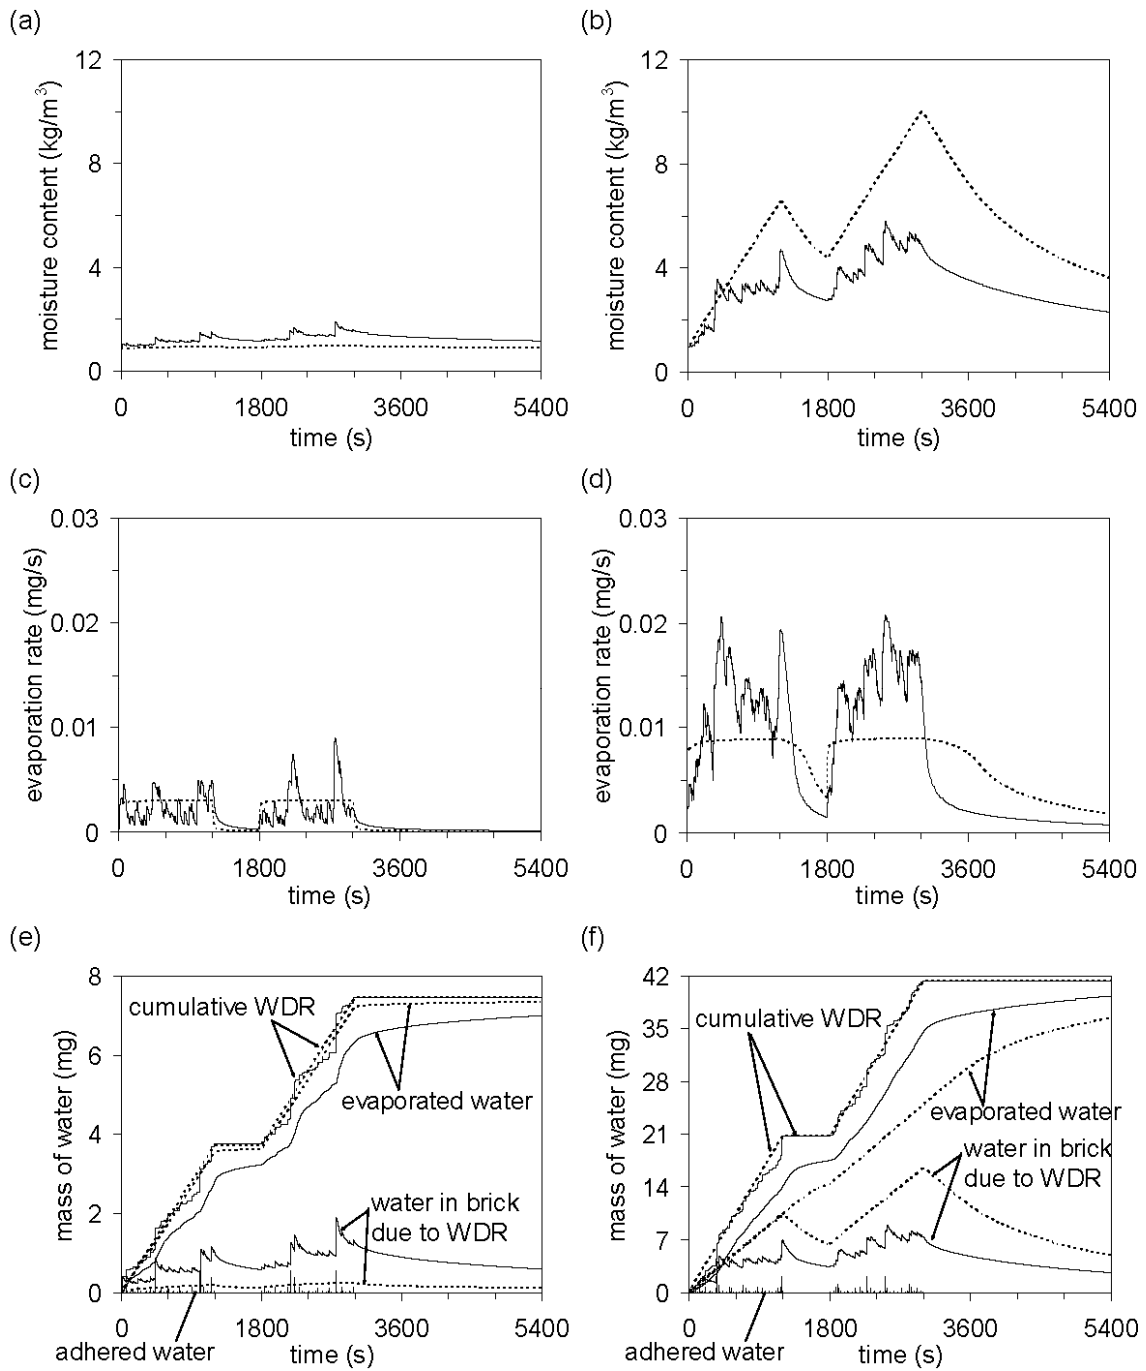 (a)
(b)
12
8
4
0
moisture content (kg/m³)
0 1800 3600 5400
time (s)
12
8
4
0
moisture content (kg/m³)
0 1800 3600 5400
time (s)
(c)
(d)
0.03
0.02
0.01
0
evaporation rate (mg/s)
0 1800 3600 5400
time (s)
0.03
0.02
0.01
0
evaporation rate (mg/s)
0 1800 3600 5400
time (s)
(e)
(f)
8
6
4
2
0
mass of water (mg)
cumulative WDR
evaporated water
water in brick
due to WDR
0 1800 3600 5400
adhered water
time (s)
42
35
28
21
14
7
0
mass of water (mg)
cumulative WDR
evaporated water
water in brick
due to WDR
0 1800 3600 5400
adhered water
time (s)